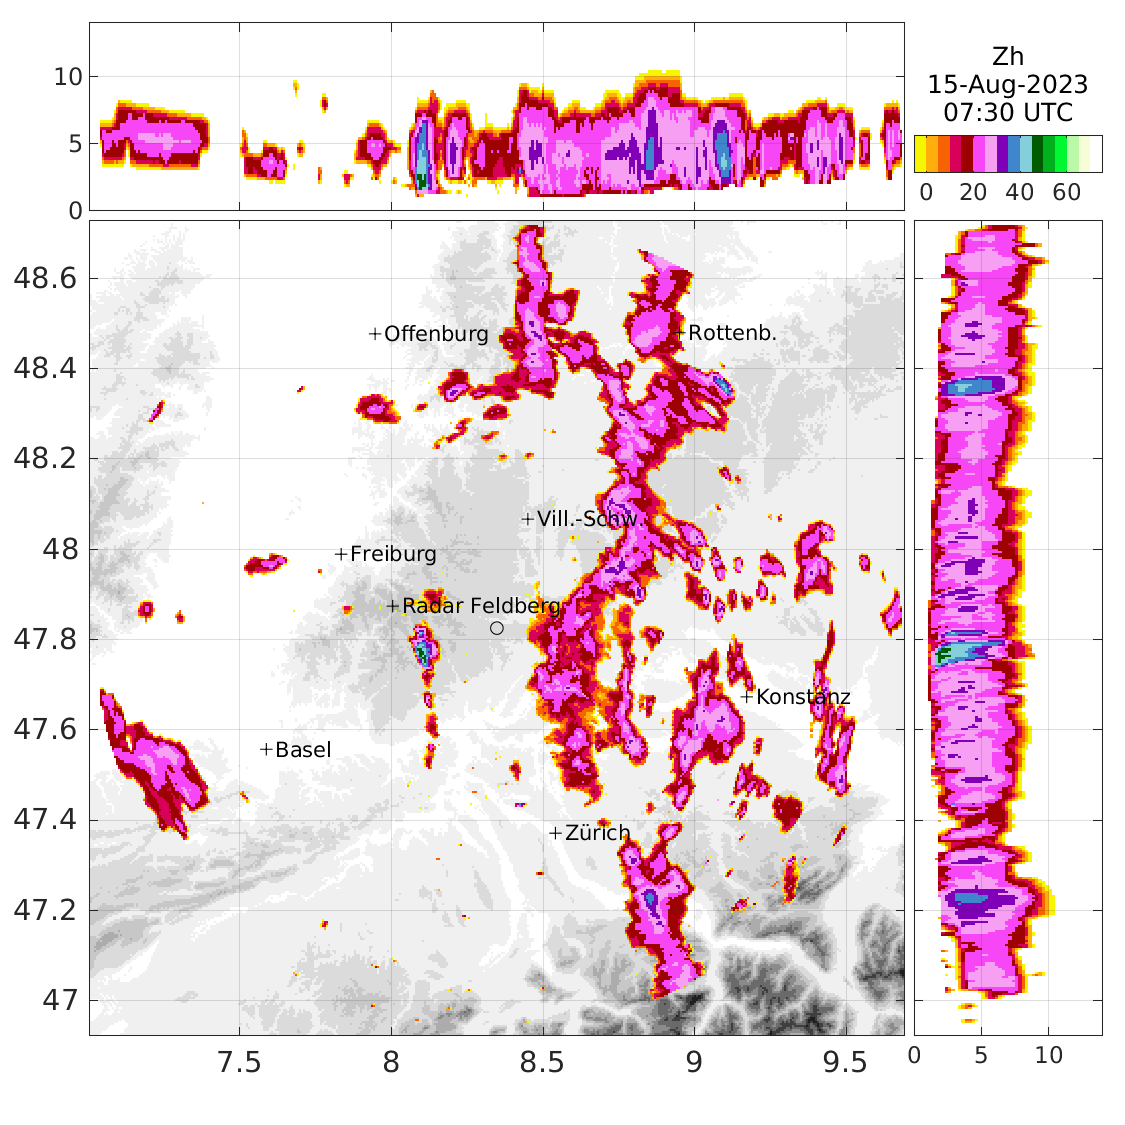 10
5
0
Zh
15-Aug-2023
07:30 UTC
0
20
40
60
48.6
48.4
48.2
48
47.8
47.6
47.4
47.2
47
+Offenburg
+Rottenb.
+Vill.-Schw.
+Freiburg
+Radar Feldberg
+Konstanz
+Basel
+Zürich
7.5
8
8.5
9
9.5
0
5
10